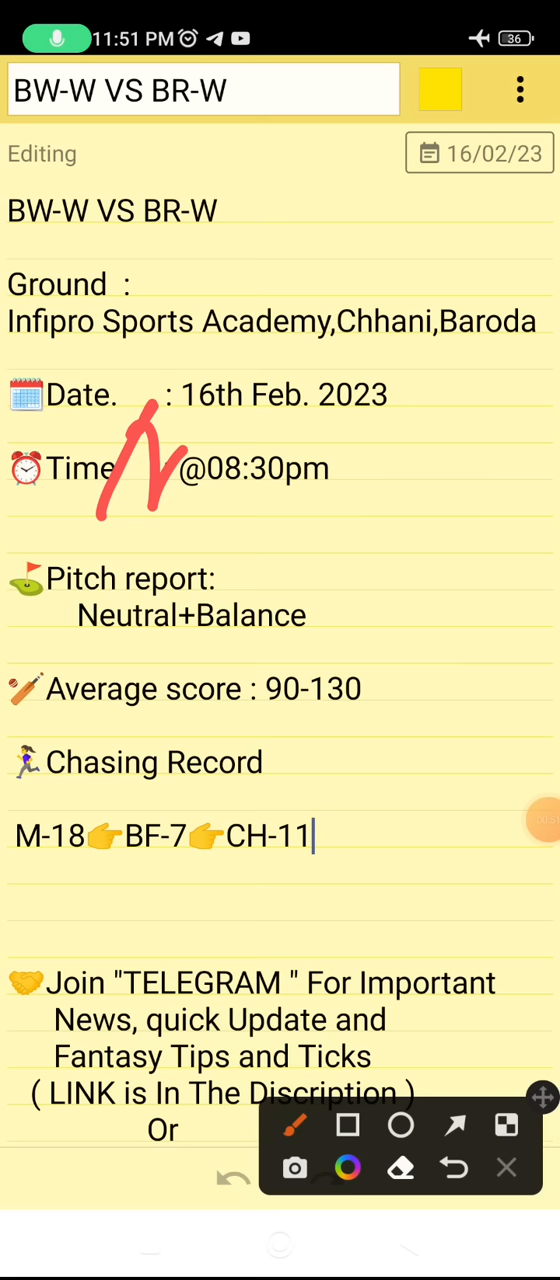 11:51 PM
36
BW-W VS BR-W
Editing
16/02/23
BW-W VS BR-W
Ground :
Infipro Sports Academy,Chhani,Baroda
Date. : 16th Feb. 2023
Time @08:30pm
Pitch report:
Neutral+Balance
Average score : 90-130
Chasing Record
M-18👉BF-7👉CH-11
00:51
Join "TELEGRAM " For Important
News, quick Update and
Fantasy Tips and Ticks
( LINK is In The Discription )
Or